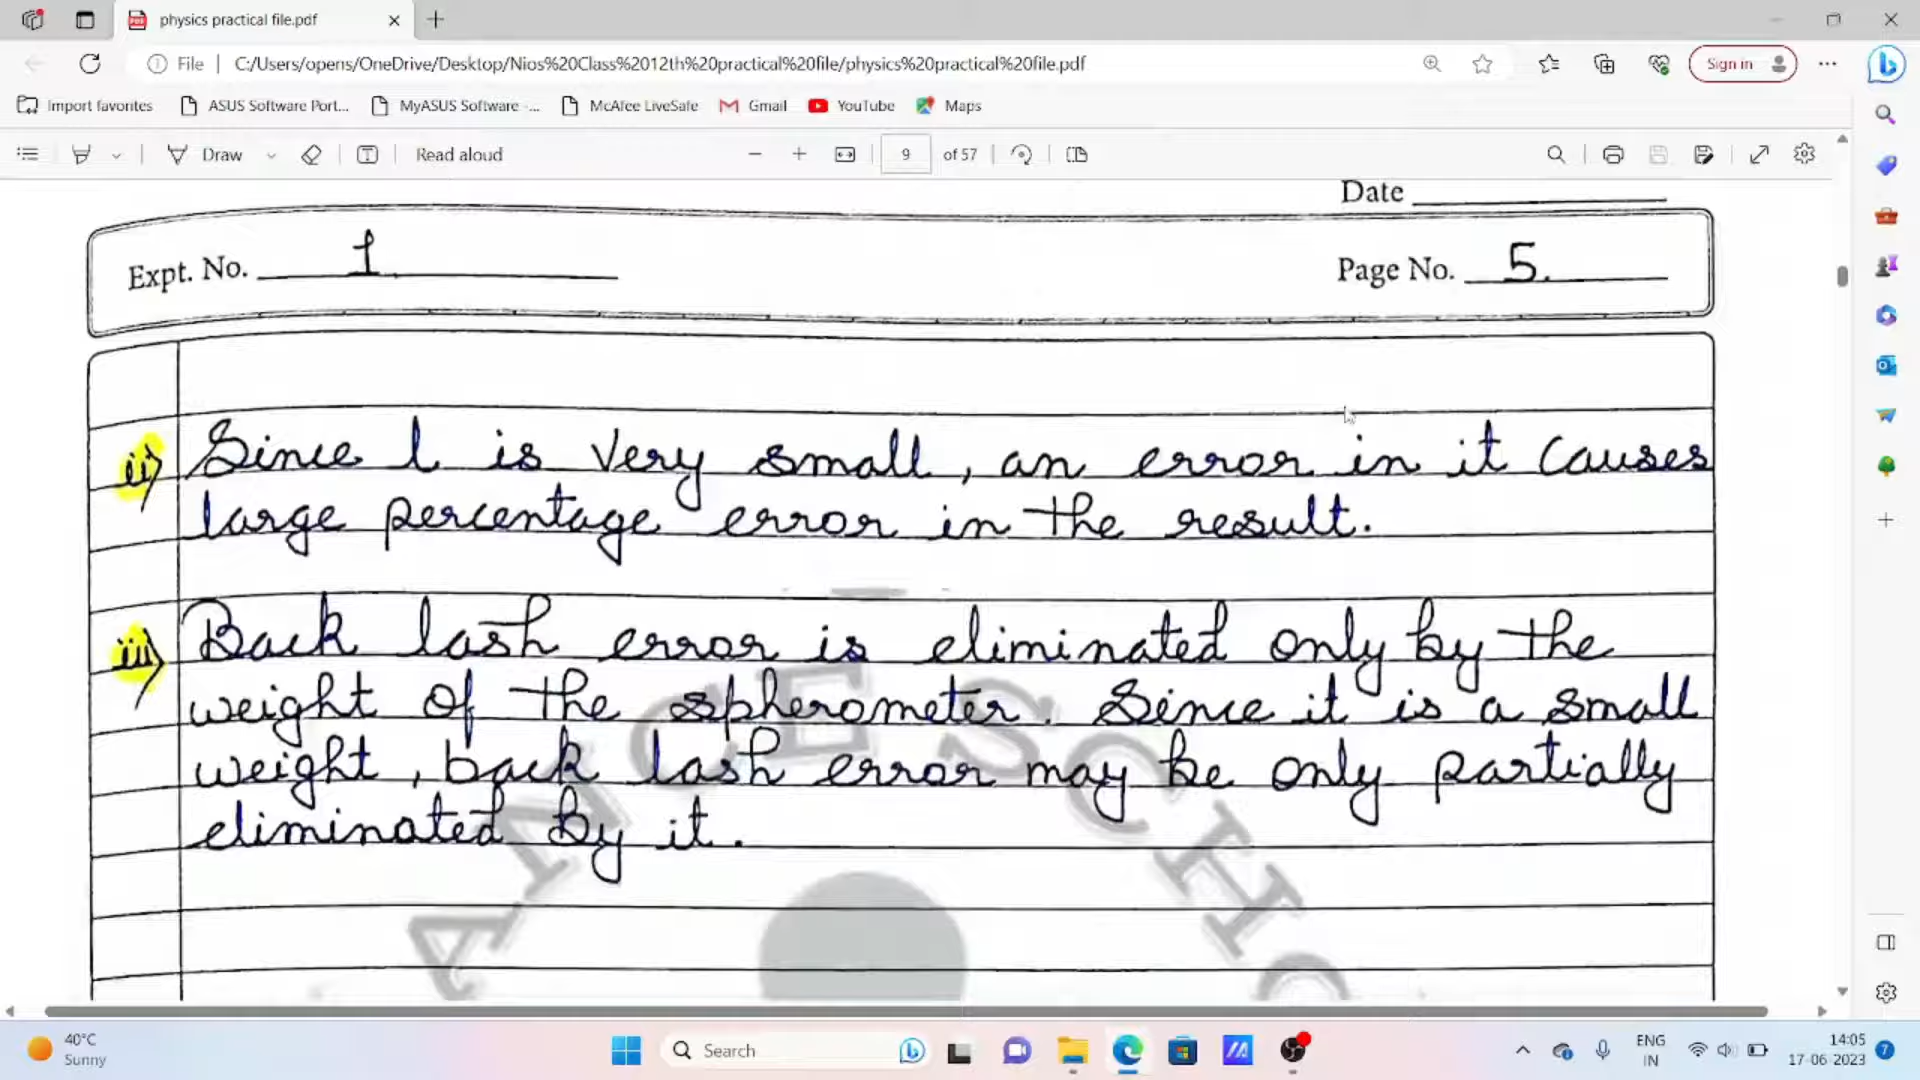 physics practical file.pdf
File C:/Users/opens/OneDrive/Desktop/Nios%20Class%2012th%20practical%20file/physics%20practical%20file.pdf Sign in
Import favorites ASUS Software Port... MyASUS Software -... McAfee LiveSafe Gmail YouTube Maps
Draw Read aloud 9 of 57
Date
Expt. No. 1 Page No. 5.
ii) Since l is very small, an error in it causes
large percentage error in the result.
iii) Back lash error is eliminated only by the
weight of the spherometer. Since it is a small
weight, back lash error may be only partially
eliminated by it.
ANCE SCHO
40°C
Sunny
Search
ENG
IN
14:05
17-06-2023
7